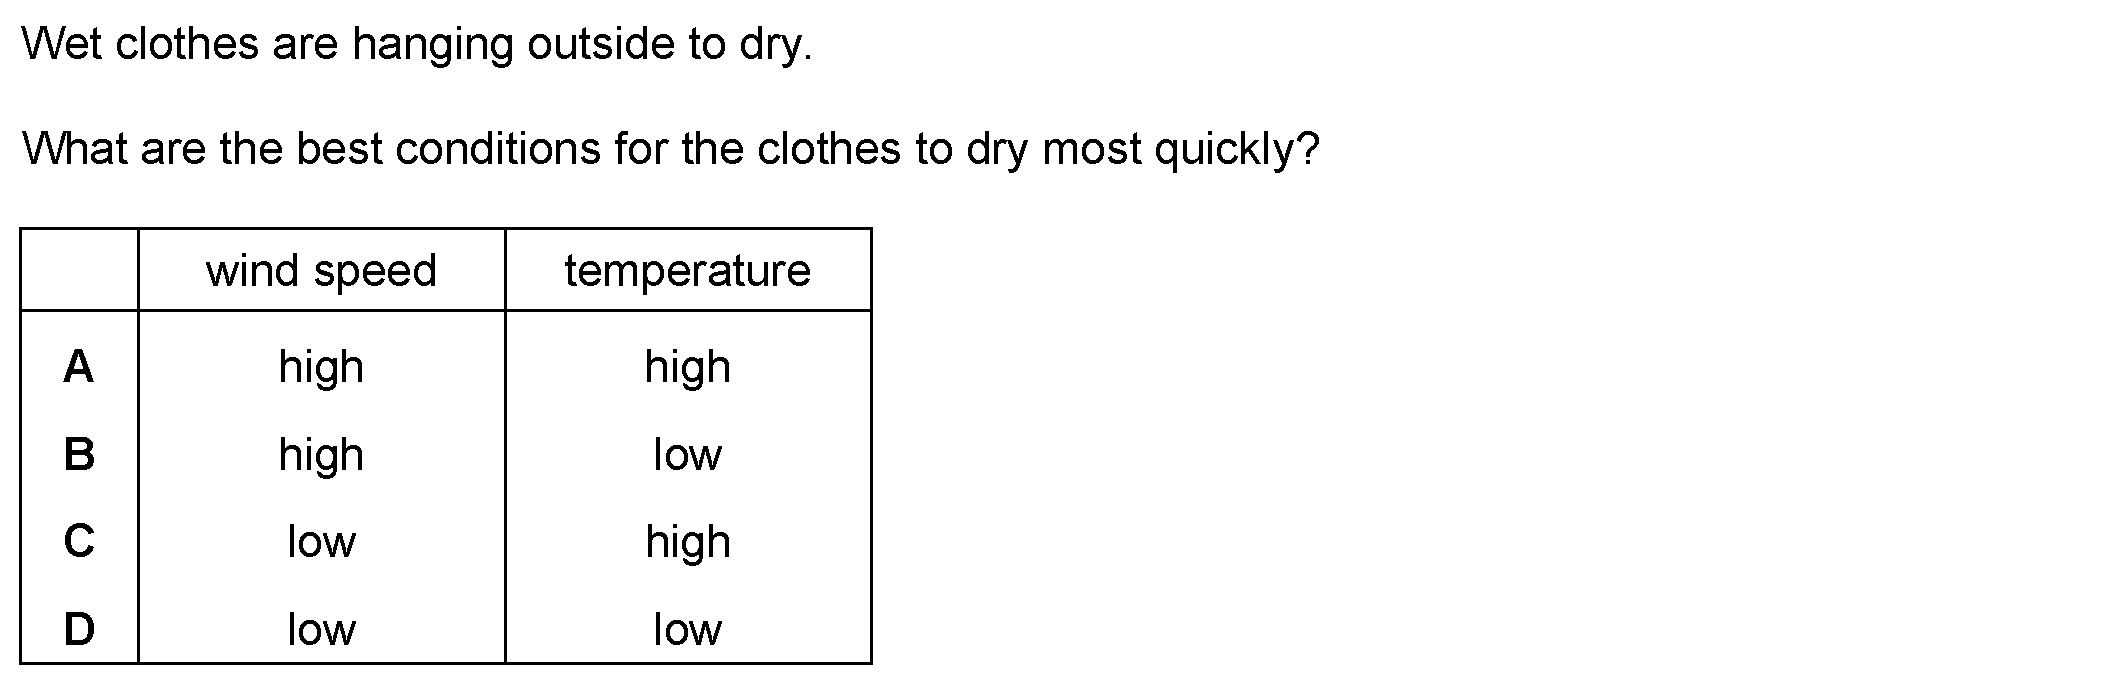 Wet clothes are hanging outside to dry.
What are the best conditions for the clothes to dry most quickly?
wind speed temperature
A high high
B high low
C low high
D low low